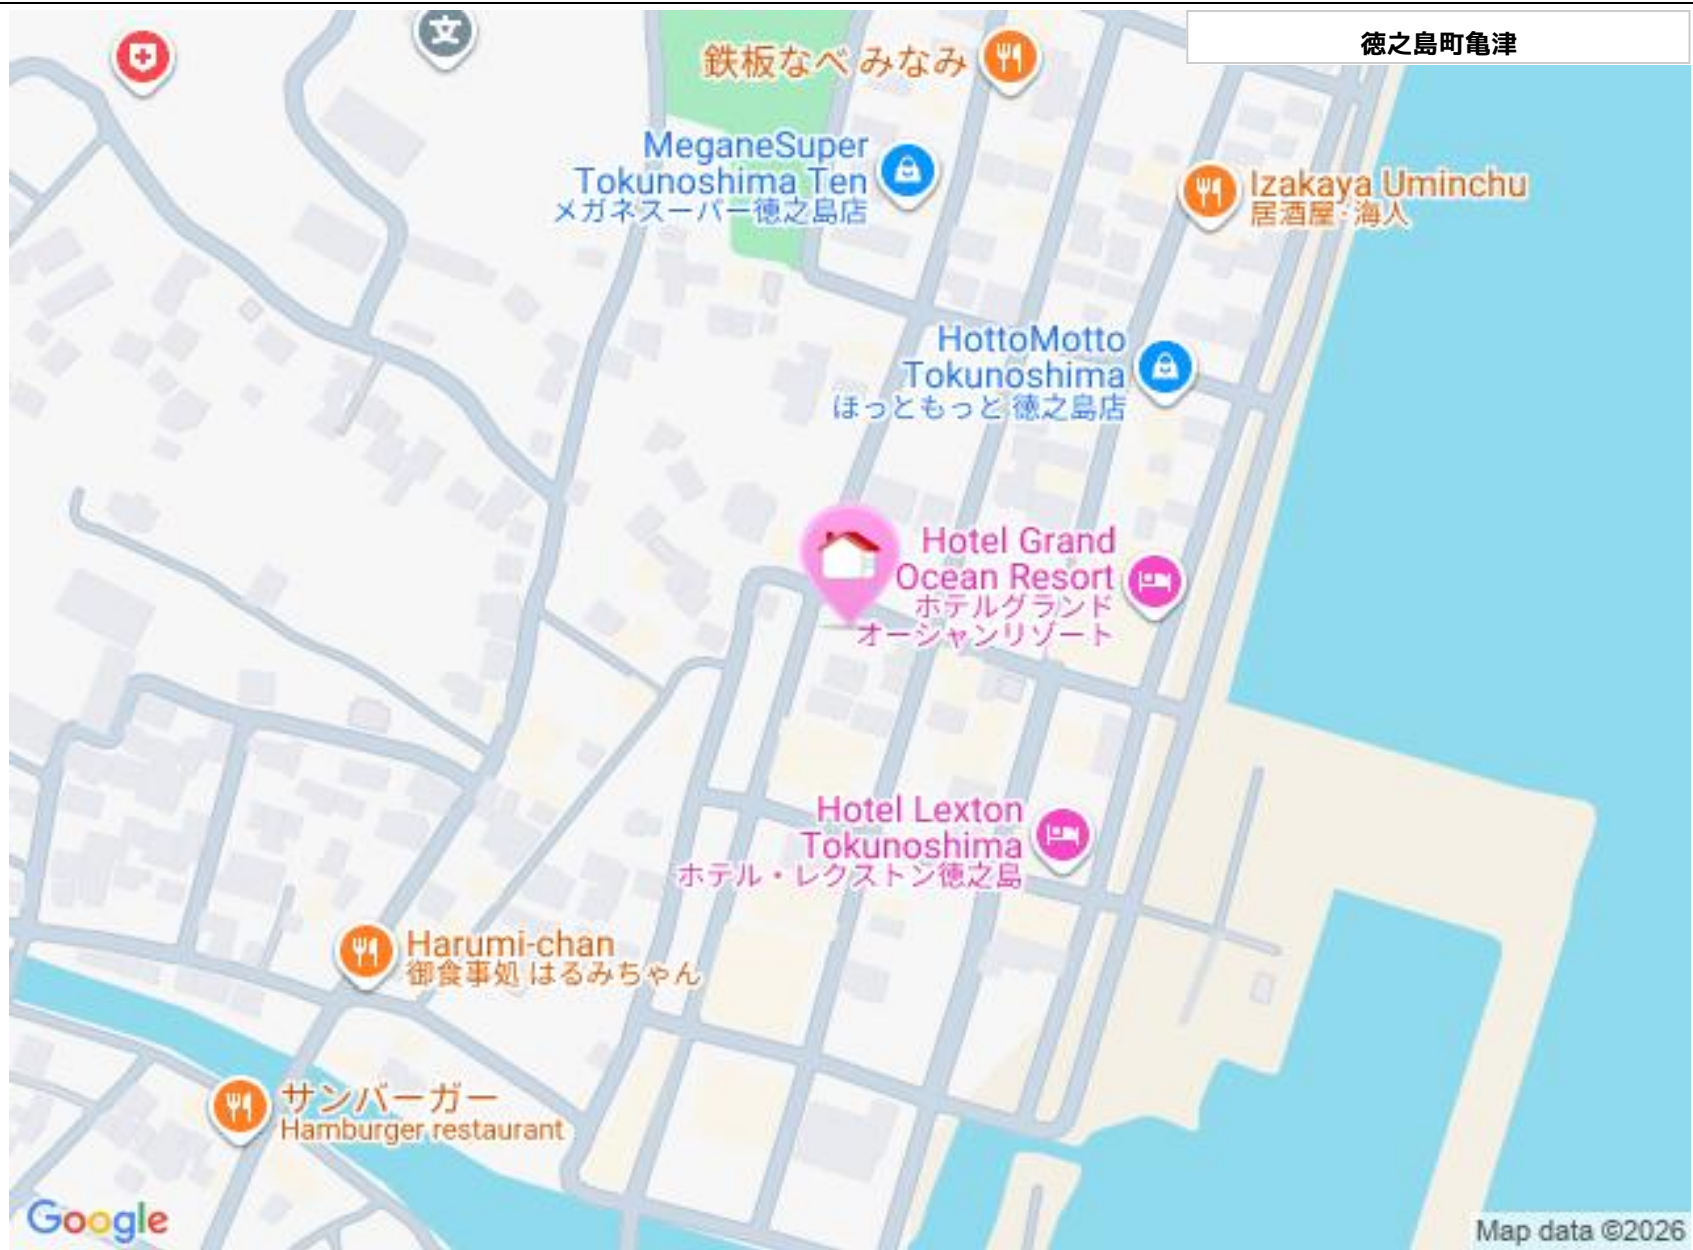 徳之島町亀津
文
鉄板なべ みなみ
MeganeSuper
Tokunoshima Ten
メガネスーパー徳之島店
Izakaya Uminchu
居酒屋・海人
HottoMotto
Tokunoshima
ほっともっと 徳之島店
Hotel Grand
Ocean Resort
ホテルグランド
オーシャンリゾート
Hotel Lexton
Tokunoshima
ホテル・レクストン徳之島
Harumi-chan
御食事処 はるみちゃん
サンバーガー
Hamburger restaurant
Google
Map data ©2026